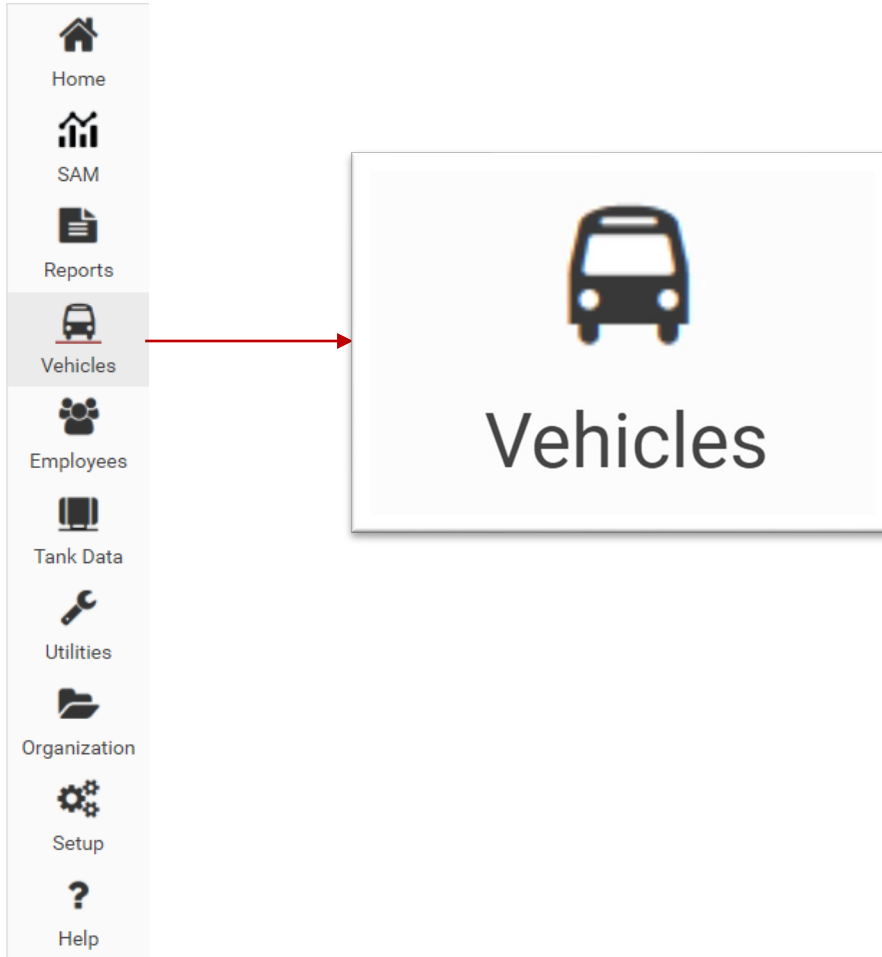 Home
SAM
Reports
Vehicles
Employees
Tank Data
Utilities
Organization
Setup
?
Help
Vehicles